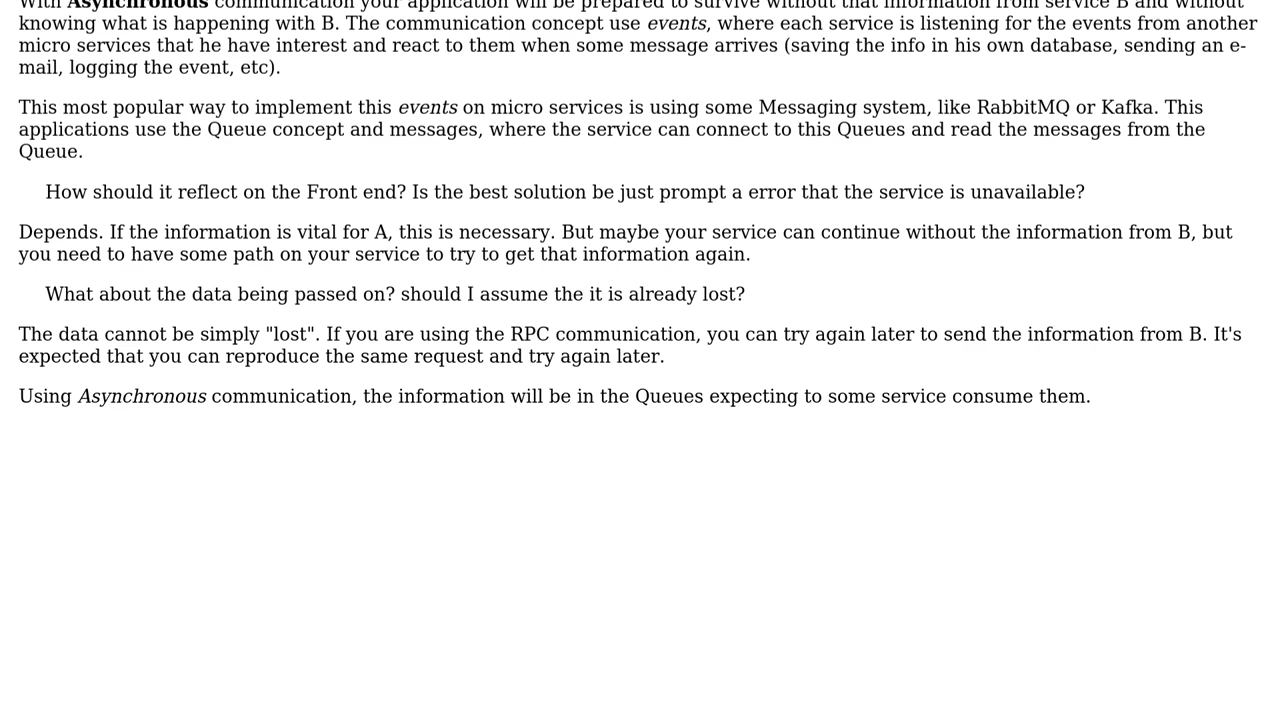 With Asynchronous communication your application will be prepared to survive without that information from service B and without
knowing what is happening with B. The communication concept use events, where each service is listening for the events from another
micro services that he have interest and react to them when some message arrives (saving the info in his own database, sending an e-
mail, logging the event, etc).
This most popular way to implement this events on micro services is using some Messaging system, like RabbitMQ or Kafka. This
applications use the Queue concept and messages, where the service can connect to this Queues and read the messages from the
Queue.
How should it reflect on the Front end? Is the best solution be just prompt a error that the service is unavailable?
Depends. If the information is vital for A, this is necessary. But maybe your service can continue without the information from B, but
you need to have some path on your service to try to get that information again.
What about the data being passed on? should I assume the it is already lost?
The data cannot be simply "lost". If you are using the RPC communication, you can try again later to send the information from B. It's
expected that you can reproduce the same request and try again later.
Using Asynchronous communication, the information will be in the Queues expecting to some service consume them.